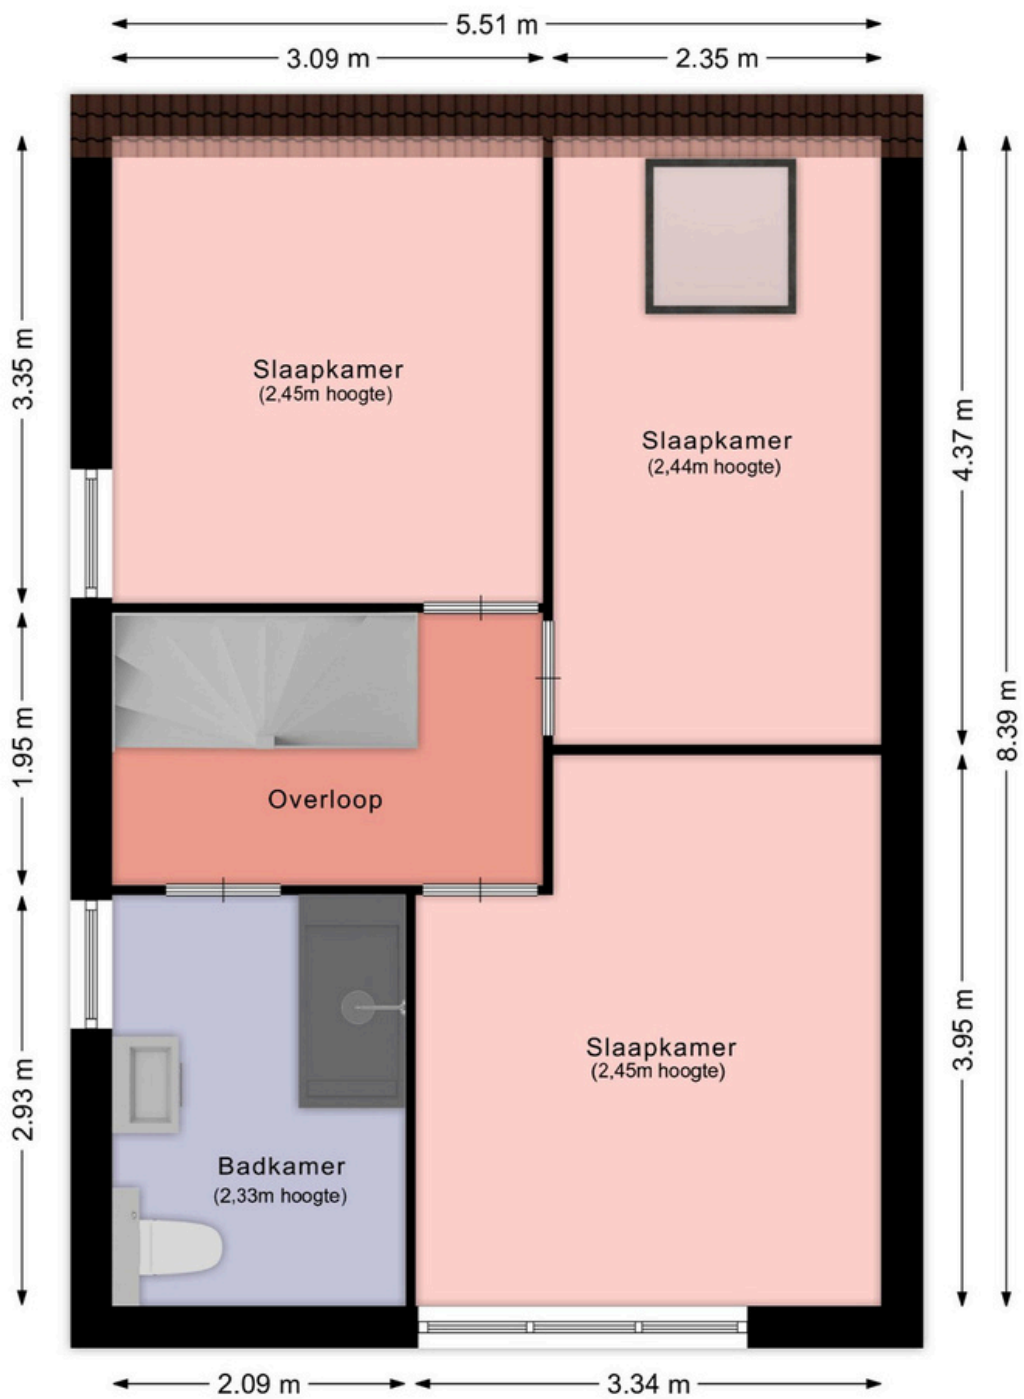 5.51 m
3.09 m
2.35 m
3.35 m
Slaapkamer
(2,45m hoogte)
Slaapkamer
(2,44m hoogte)
4.37 m
8.39 m
1.95 m
Overloop
2.93 m
Slaapkamer
(2,45m hoogte)
3.95 m
Badkamer
(2,33m hoogte)
2.09 m
3.34 m